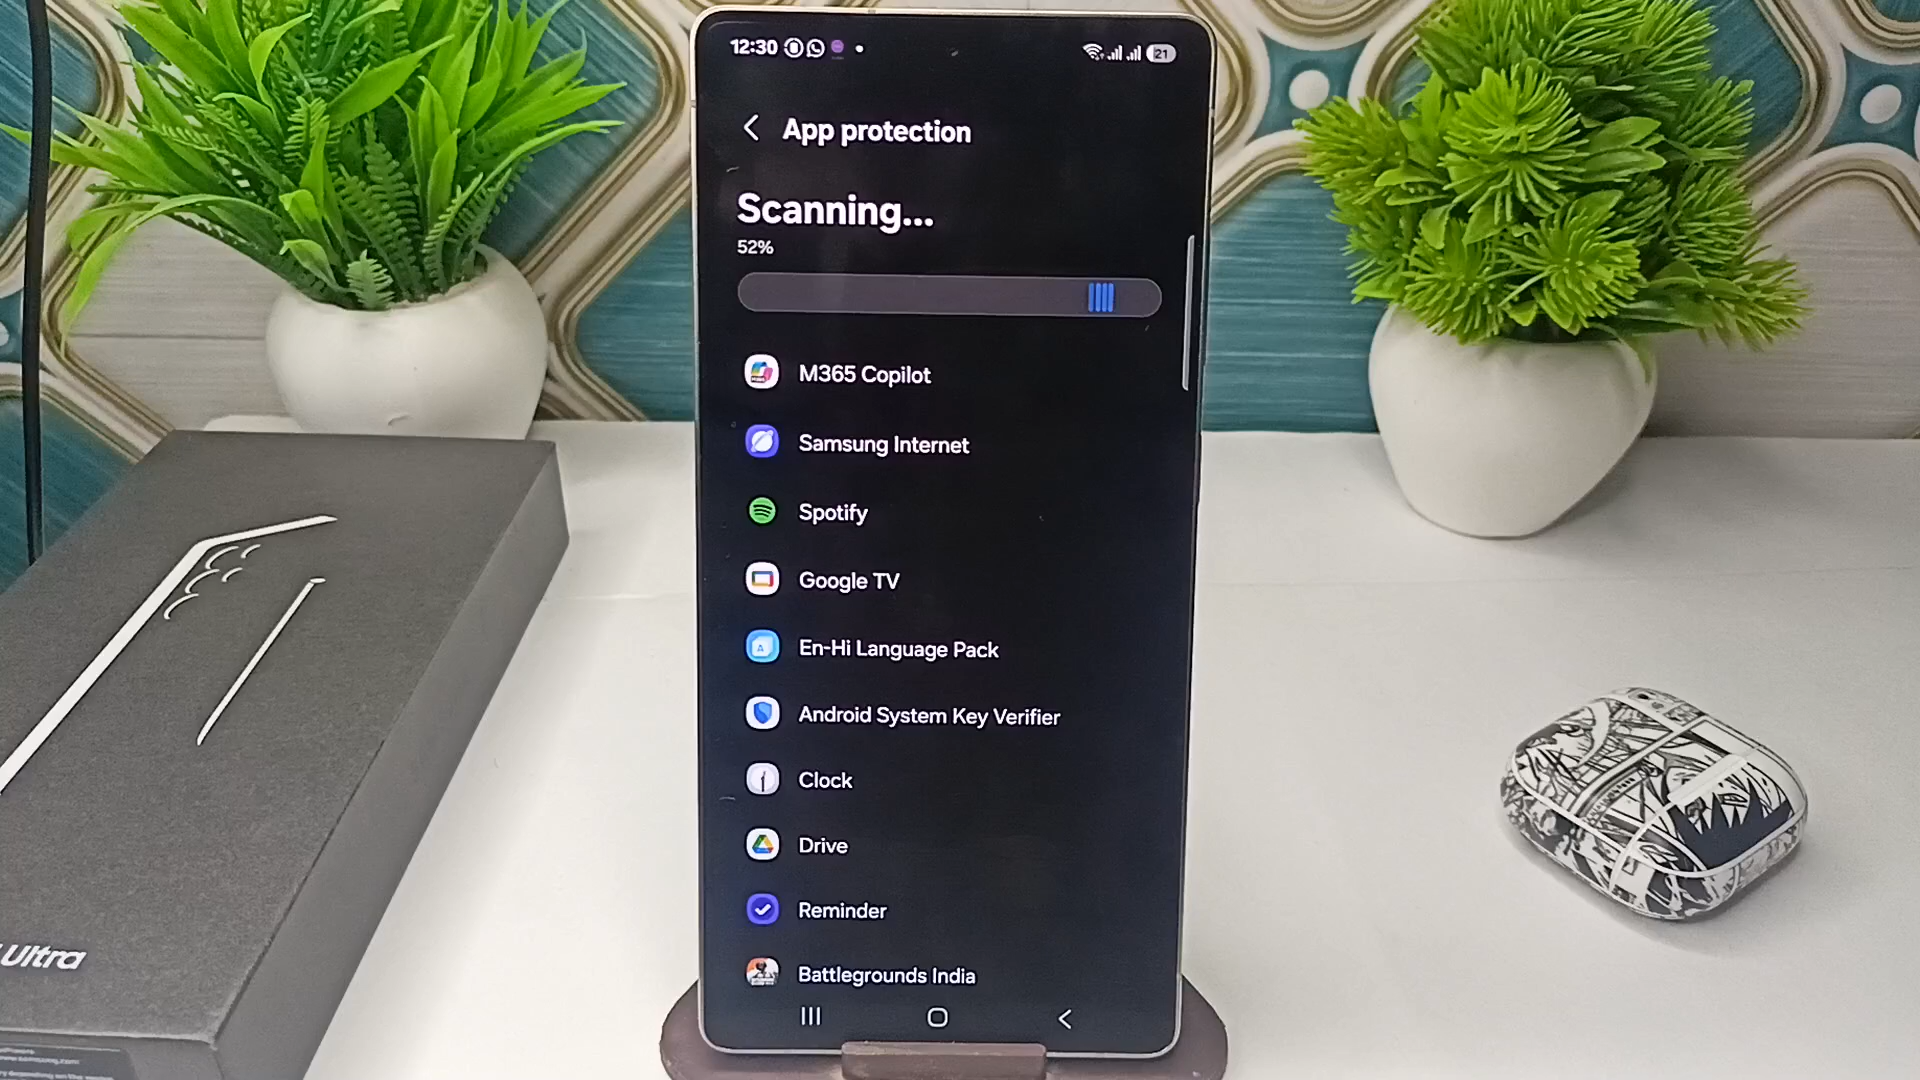 12:30
21
App protection
Scanning...
52%
M365 Copilot
Samsung Internet
Spotify
Google TV
En-Hi Language Pack
Android System Key Verifier
Clock
Drive
Reminder
Battlegrounds India
Ultra